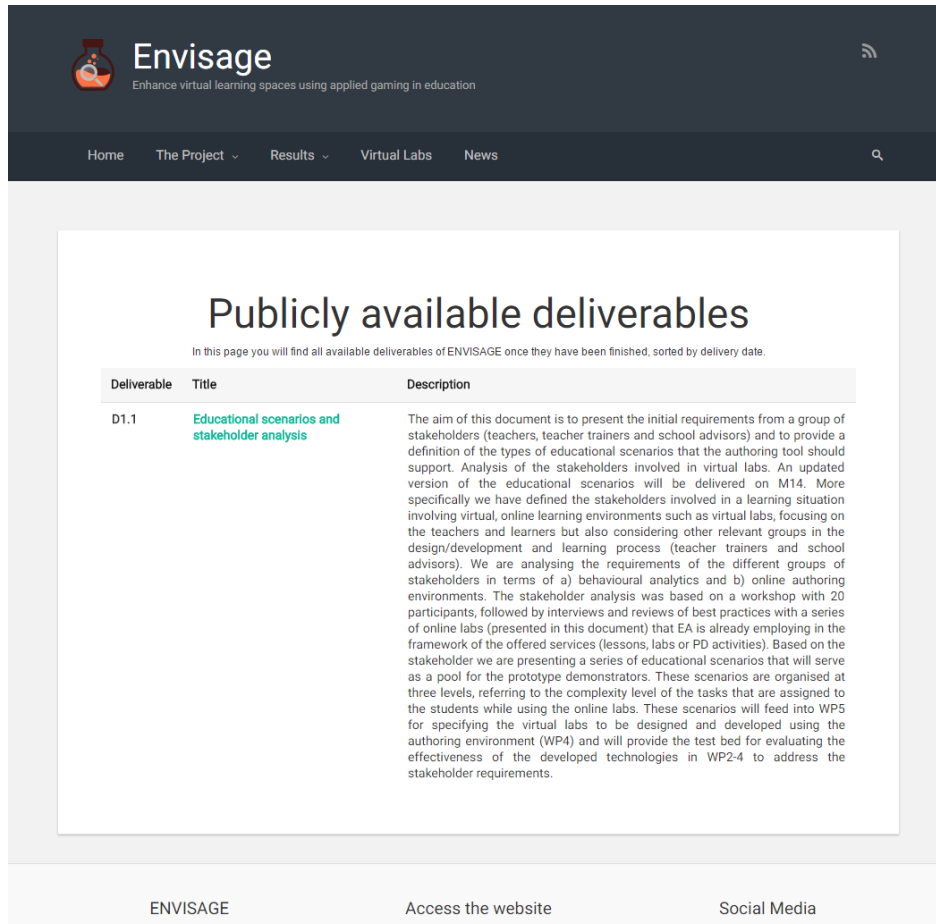 Envisage
Enhance virtual learning spaces using applied gaming in education
Home The Project Results Virtual Labs News
Publicly available deliverables
In this page you will find all available deliverables of ENVISAGE once they have been finished, sorted by delivery date.
Deliverable Title Description
D1.1 Educational scenarios and The aim of this document is to present the initial requirements from a group of
stakeholder analysis stakeholders (teachers, teacher trainers and school advisors) and to provide a
definition of the types of educational scenarios that the authoring tool should
support. Analysis of the stakeholders involved in virtual labs. An updated
version of the educational scenarios will be delivered on M14. More
specifically we have defined the stakeholders involved in a learning situation
involving virtual, online learning environments such as virtual labs, focusing on
the teachers and learners but also considering other relevant groups in the
design/development and learning process (teacher trainers and school
advisors). We are analysing the requirements of the different groups of
stakeholders in terms of a) behavioural analytics and b) online authoring
environments. The stakeholder analysis was based on a workshop with 20
participants, followed by interviews and reviews of best practices with a series
of online labs (presented in this document) that EA is already employing in the
framework of the offered services (lessons, labs or PD activities). Based on the
stakeholder we are presenting a series of educational scenarios that will serve
as a pool for the prototype demonstrators. These scenarios are organised at
three levels, referring to the complexity level of the tasks that are assigned to
the students while using the online labs. These scenarios will feed into WP5
for specifying the virtual labs to be designed and developed using the
authoring environment (WP4) and will provide the test bed for evaluating the
effectiveness of the developed technologies in WP2-4 to address the
stakeholder requirements.
ENVISAGE Access the website Social Media